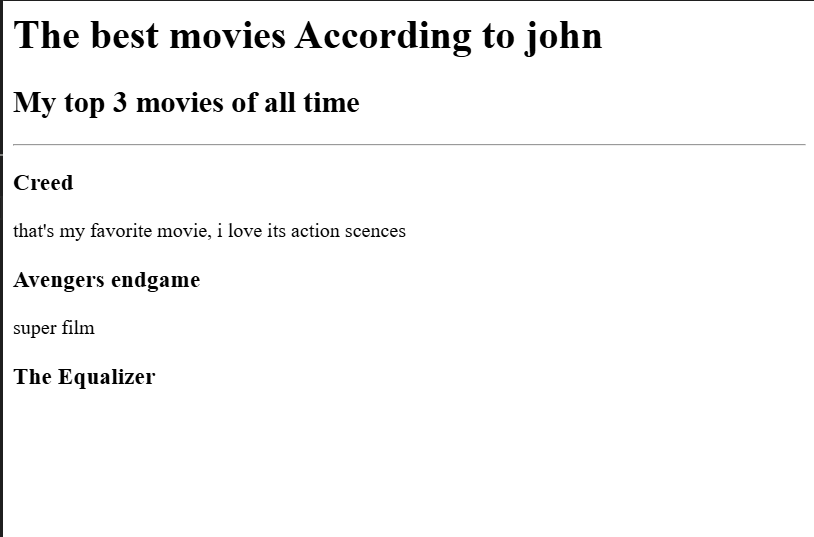 The best movies According to john
My top 3 movies of all time
Creed
that's my favorite movie, i love its action scences
Avengers endgame
super film
The Equalizer